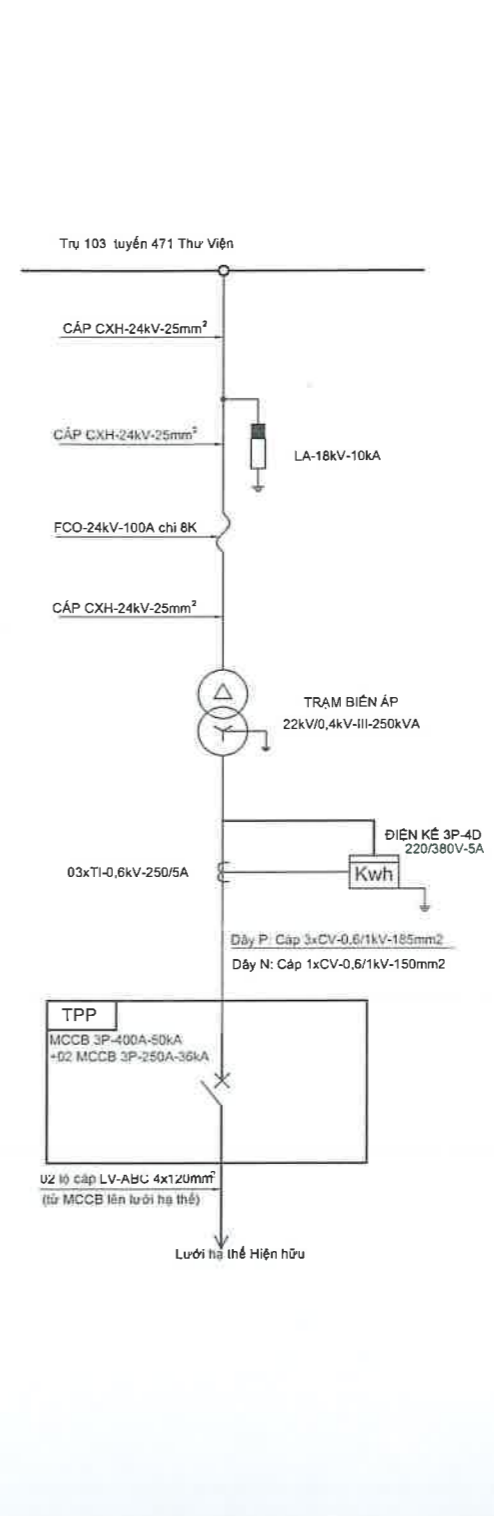 Trụ 103 tuyến 471 Thư Viện
CÁP CXH-24kV-25mm²
CÁP CXH-24kV-25mm²
LA-18kV-10kA
FCO-24kV-100A chì 8K
CÁP CXH-24kV-25mm²
TRẠM BIẾN ÁP
22kV/0,4kV-III-250kVA
ĐIỆN KẾ 3P-4D
220/380V-5A
03xTI-0,6kV-250/5A
Kwh
Dây P: Cáp 3xCV-0,6/1kV-185mm2
Dây N: Cáp 1xCV-0,6/1kV-150mm2
TPP
MCCB 3P-400A-50kA
+02 MCCB 3P-250A-36kA
02 lộ cáp LV-ABC 4x120mm²
(từ MCCB lên lưới hạ thế)
Lưới hạ thế Hiện hữu